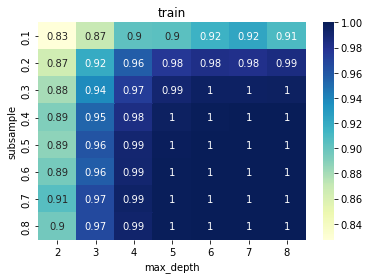 train
0.1 0.83 0.87 0.9 0.9 0.92 0.92 0.91
0.2 0.87 0.92 0.96 0.98 0.98 0.98 0.99
0.3 0.88 0.94 0.97 0.99 1 1 1
0.4 0.89 0.95 0.98 1 1 1 1
0.5 0.89 0.96 0.99 1 1 1 1
0.6 0.89 0.96 0.99 1 1 1 1
0.7 0.91 0.97 0.99 1 1 1 1
0.8 0.9 0.97 0.99 1 1 1 1
2 3 4 5 6 7 8
max_depth
subsample
1.00
0.98
0.96
0.94
0.92
0.90
0.88
0.86
0.84